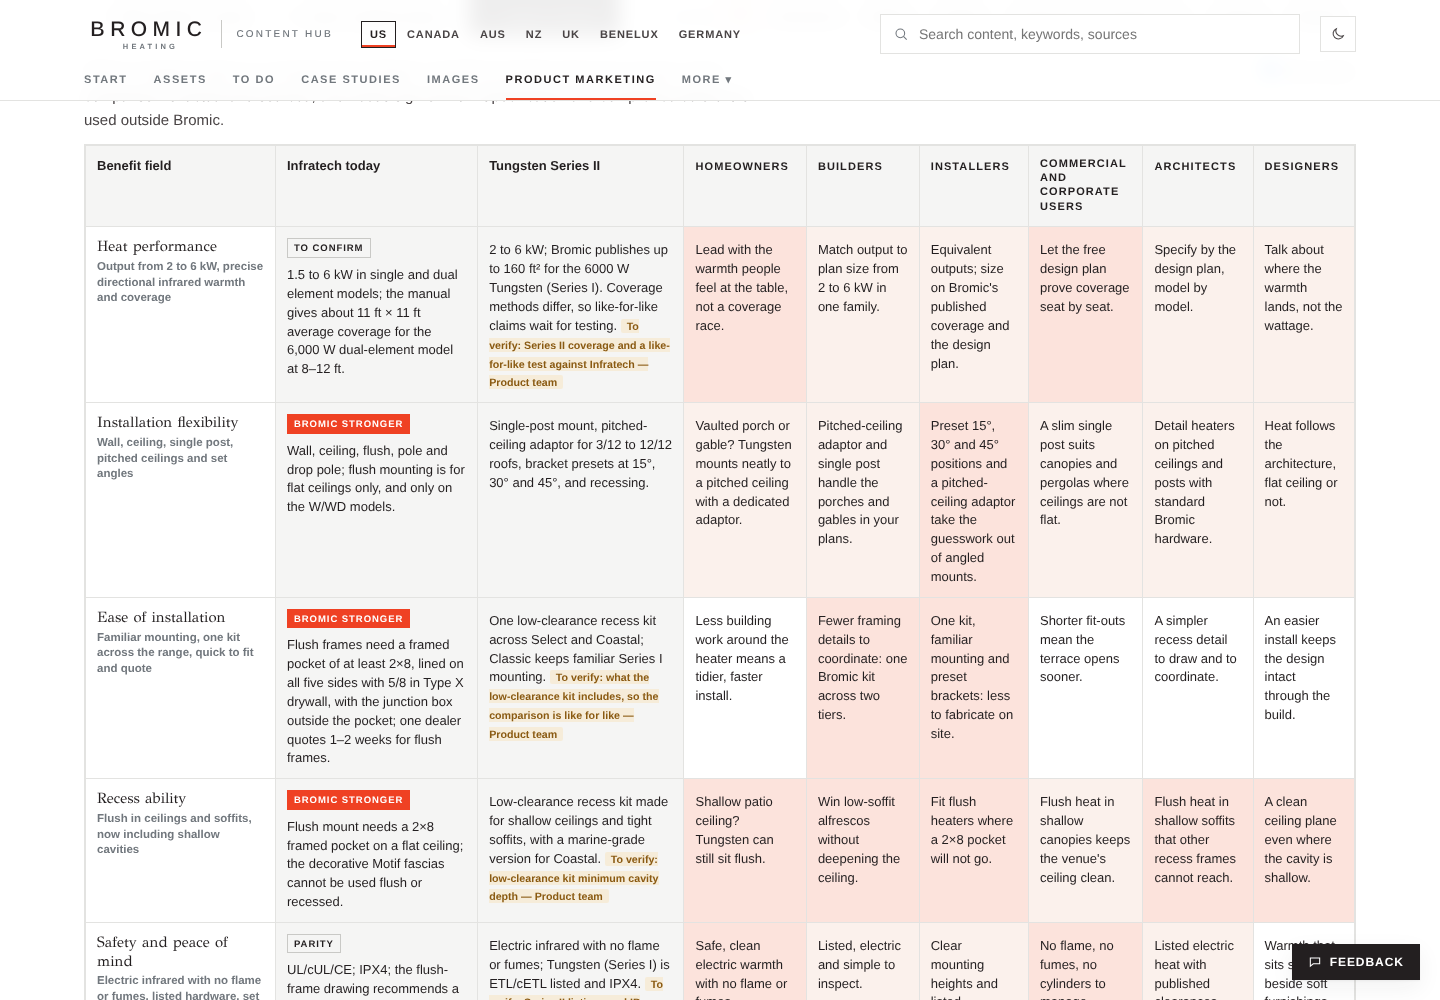 BROMIC
HEATING
CONTENT HUB
US
CANADA
AUS
NZ
UK
BENELUX
GERMANY
Search content, keywords, sources
START
ASSETS
TO DO
CASE STUDIES
IMAGES
PRODUCT MARKETING
MORE ▾
used outside Bromic.
Benefit field
Infratech today
Tungsten Series II
HOMEOWNERS
BUILDERS
INSTALLERS
COMMERCIAL
AND
CORPORATE
USERS
ARCHITECTS
DESIGNERS
Heat performance
Output from 2 to 6 kW, precise
directional infrared warmth
and coverage
TO CONFIRM
1.5 to 6 kW in single and dual
element models; the manual
gives about 11 ft × 11 ft
average coverage for the
6,000 W dual-element model
at 8–12 ft.
2 to 6 kW; Bromic publishes up
to 160 ft² for the 6000 W
Tungsten (Series I). Coverage
methods differ, so like-for-like
claims wait for testing. To
verify: Series II coverage and a like-
for-like test against Infratech —
Product team
Lead with the
warmth people
feel at the table,
not a coverage
race.
Match output to
plan size from
2 to 6 kW in
one family.
Equivalent
outputs; size
on Bromic's
published
coverage and
the design
plan.
Let the free
design plan
prove coverage
seat by seat.
Specify by the
design plan,
model by
model.
Talk about
where the
warmth
lands, not the
wattage.
Installation flexibility
Wall, ceiling, single post,
pitched ceilings and set
angles
BROMIC STRONGER
Wall, ceiling, flush, pole and
drop pole; flush mounting is for
flat ceilings only, and only on
the W/WD models.
Single-post mount, pitched-
ceiling adaptor for 3/12 to 12/12
roofs, bracket presets at 15°,
30° and 45°, and recessing.
Vaulted porch or
gable? Tungsten
mounts neatly to
a pitched ceiling
with a dedicated
adaptor.
Pitched-ceiling
adaptor and
single post
handle the
porches and
gables in your
plans.
Preset 15°,
30° and 45°
positions and
a pitched-
ceiling adaptor
take the
guesswork out
of angled
mounts.
A slim single
post suits
canopies and
pergolas where
ceilings are not
flat.
Detail heaters
on pitched
ceilings and
posts with
standard
Bromic
hardware.
Heat follows
the
architecture,
flat ceiling or
not.
Ease of installation
Familiar mounting, one kit
across the range, quick to fit
and quote
BROMIC STRONGER
Flush frames need a framed
pocket of at least 2×8, lined on
all five sides with 5/8 in Type X
drywall, with the junction box
outside the pocket; one dealer
quotes 1–2 weeks for flush
frames.
One low-clearance recess kit
across Select and Coastal;
Classic keeps familiar Series I
mounting. To verify: what the
low-clearance kit includes, so the
comparison is like for like —
Product team
Less building
work around the
heater means a
tidier, faster
install.
Fewer framing
details to
coordinate: one
Bromic kit
across two
tiers.
One kit,
familiar
mounting and
preset
brackets: less
to fabricate on
site.
Shorter fit-outs
mean the
terrace opens
sooner.
A simpler
recess detail
to draw and to
coordinate.
An easier
install keeps
the design
intact
through the
build.
Recess ability
Flush in ceilings and soffits,
now including shallow
cavities
BROMIC STRONGER
Flush mount needs a 2×8
framed pocket on a flat ceiling;
the decorative Motif fascias
cannot be used flush or
recessed.
Low-clearance recess kit made
for shallow ceilings and tight
soffits, with a marine-grade
version for Coastal. To verify:
low-clearance kit minimum cavity
depth — Product team
Shallow patio
ceiling?
Tungsten can
still sit flush.
Win low-soffit
alfrescos
without
deepening the
ceiling.
Fit flush
heaters where
a 2×8 pocket
will not go.
Flush heat in
shallow
canopies keeps
the venue's
ceiling clean.
Flush heat in
shallow soffits
that other
recess frames
cannot reach.
A clean
ceiling plane
even where
the cavity is
shallow.
Safety and peace of
mind
Electric infrared with no flame
or fumes, listed hardware, set
PARITY
UL/cUL/CE; IPX4; the flush-
frame drawing recommends a
Electric infrared with no flame
or fumes; Tungsten (Series I) is
ETL/cETL listed and IPX4. To
Safe, clean
electric warmth
with no flame or
Listed, electric
and simple to
inspect.
Clear
mounting
heights and
No flame, no
fumes, no
cylinders to
Listed electric
heat with
published
beside soft
FEEDBACK